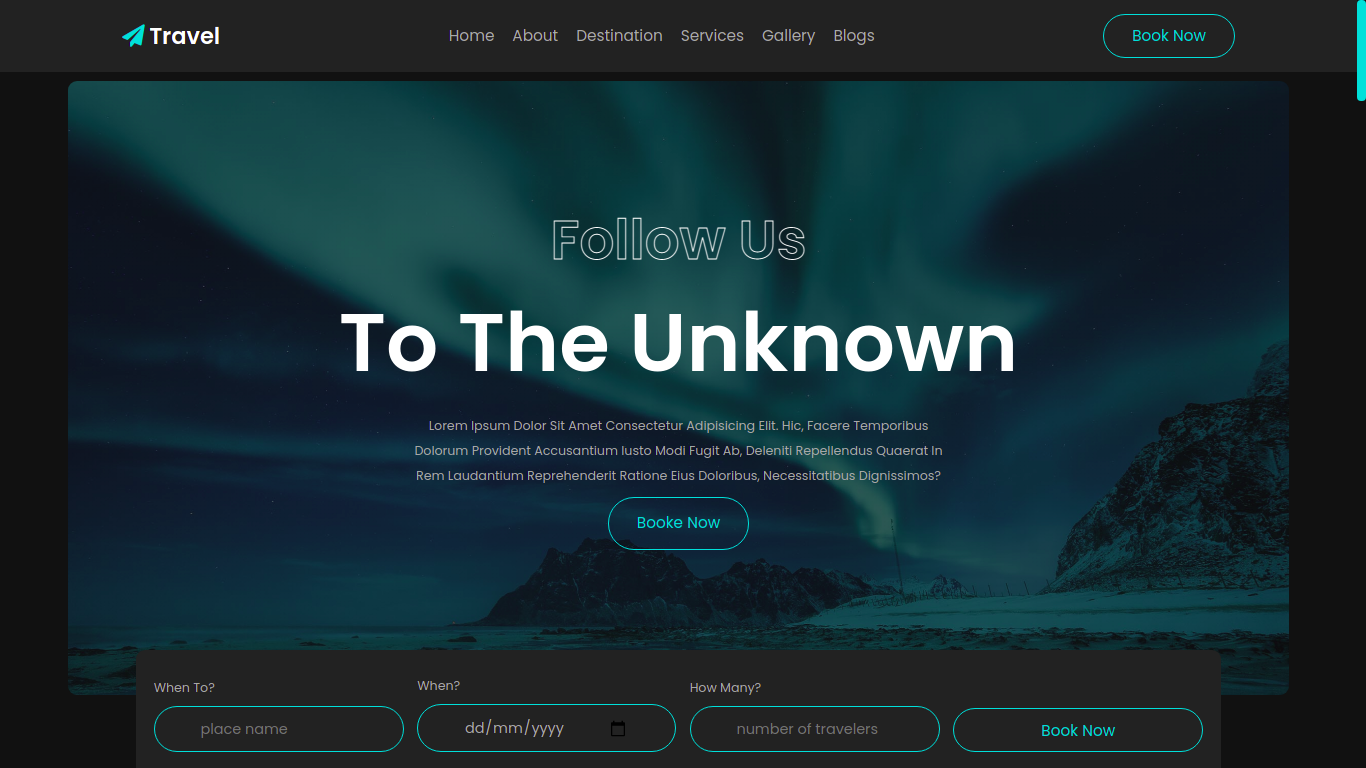 Travel
Home About Destination Services Gallery Blogs
Book Now
Follow Us
To The Unknown
Lorem Ipsum Dolor Sit Amet Consectetur Adipisicing Elit. Hic, Facere Temporibus
Dolorum Provident Accusantium Iusto Modi Fugit Ab, Deleniti Repellendus Quaerat In
Rem Laudantium Reprehenderit Ratione Eius Doloribus, Necessitatibus Dignissimos?
Booke Now
When To?
place name
When?
dd/mm/yyyy
How Many?
number of travelers
Book Now